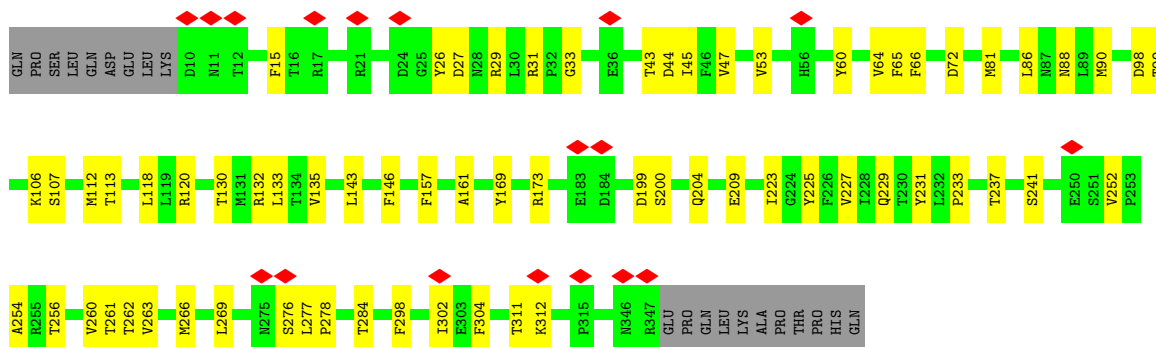 GLN PRO SER LEU GLN ASP GLU LEU LYS D10 N11 T12 F15 T16 R17 R21 D24 G25 Y26 D27 N28 R29 L30 R31 P32 G33 E36 T43 D44 I45 F46 V47 V53 H56 Y60 V64 F65 F66 D72 M81 L86 N87 N88 L89 M90 D98
K106 S107 M112 T113 L118 L119 R120 T130 M131 R132 L133 T134 V135 L143 F146 F157 A161 Y169 R173 E183 D184 D199 S200 Q204 E209 I223 G224 Y225 F226 V227 I228 Q229 T230 Y231 L232 P233 T237 S241 E250 S251 V252 P253
A254 R255 T256 V260 T261 T262 V263 M266 L269 N275 S276 L277 P278 T284 F298 I302 E303 F304 T311 K312 P315 N346 R347 GLU PRO GLN LEU LYS ALA PRO THR PRO HIS GLN